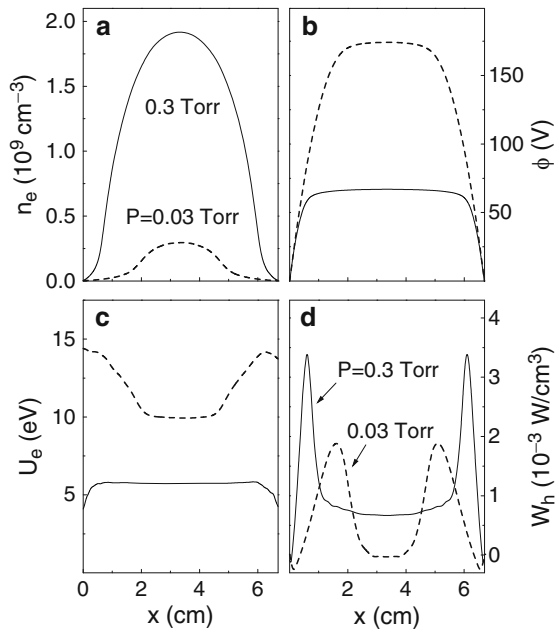 a
b
2.0
1.5
1.0
0.5
0.0
n_e (10^9 cm^−3)
0.3 Torr
P=0.03 Torr
150
100
50
ϕ (V)
c
d
15
10
5
U_e (eV)
P=0.3 Torr
0.03 Torr
4
3
2
1
0
W_h (10^−3 W/cm^3)
0 2 4 6
2 4 6
x (cm)
x (cm)